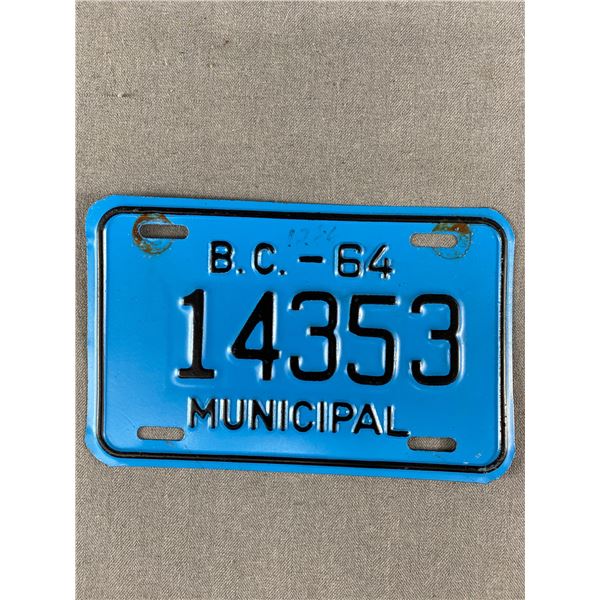 B.C. - 64
14353
MUNICIPAL